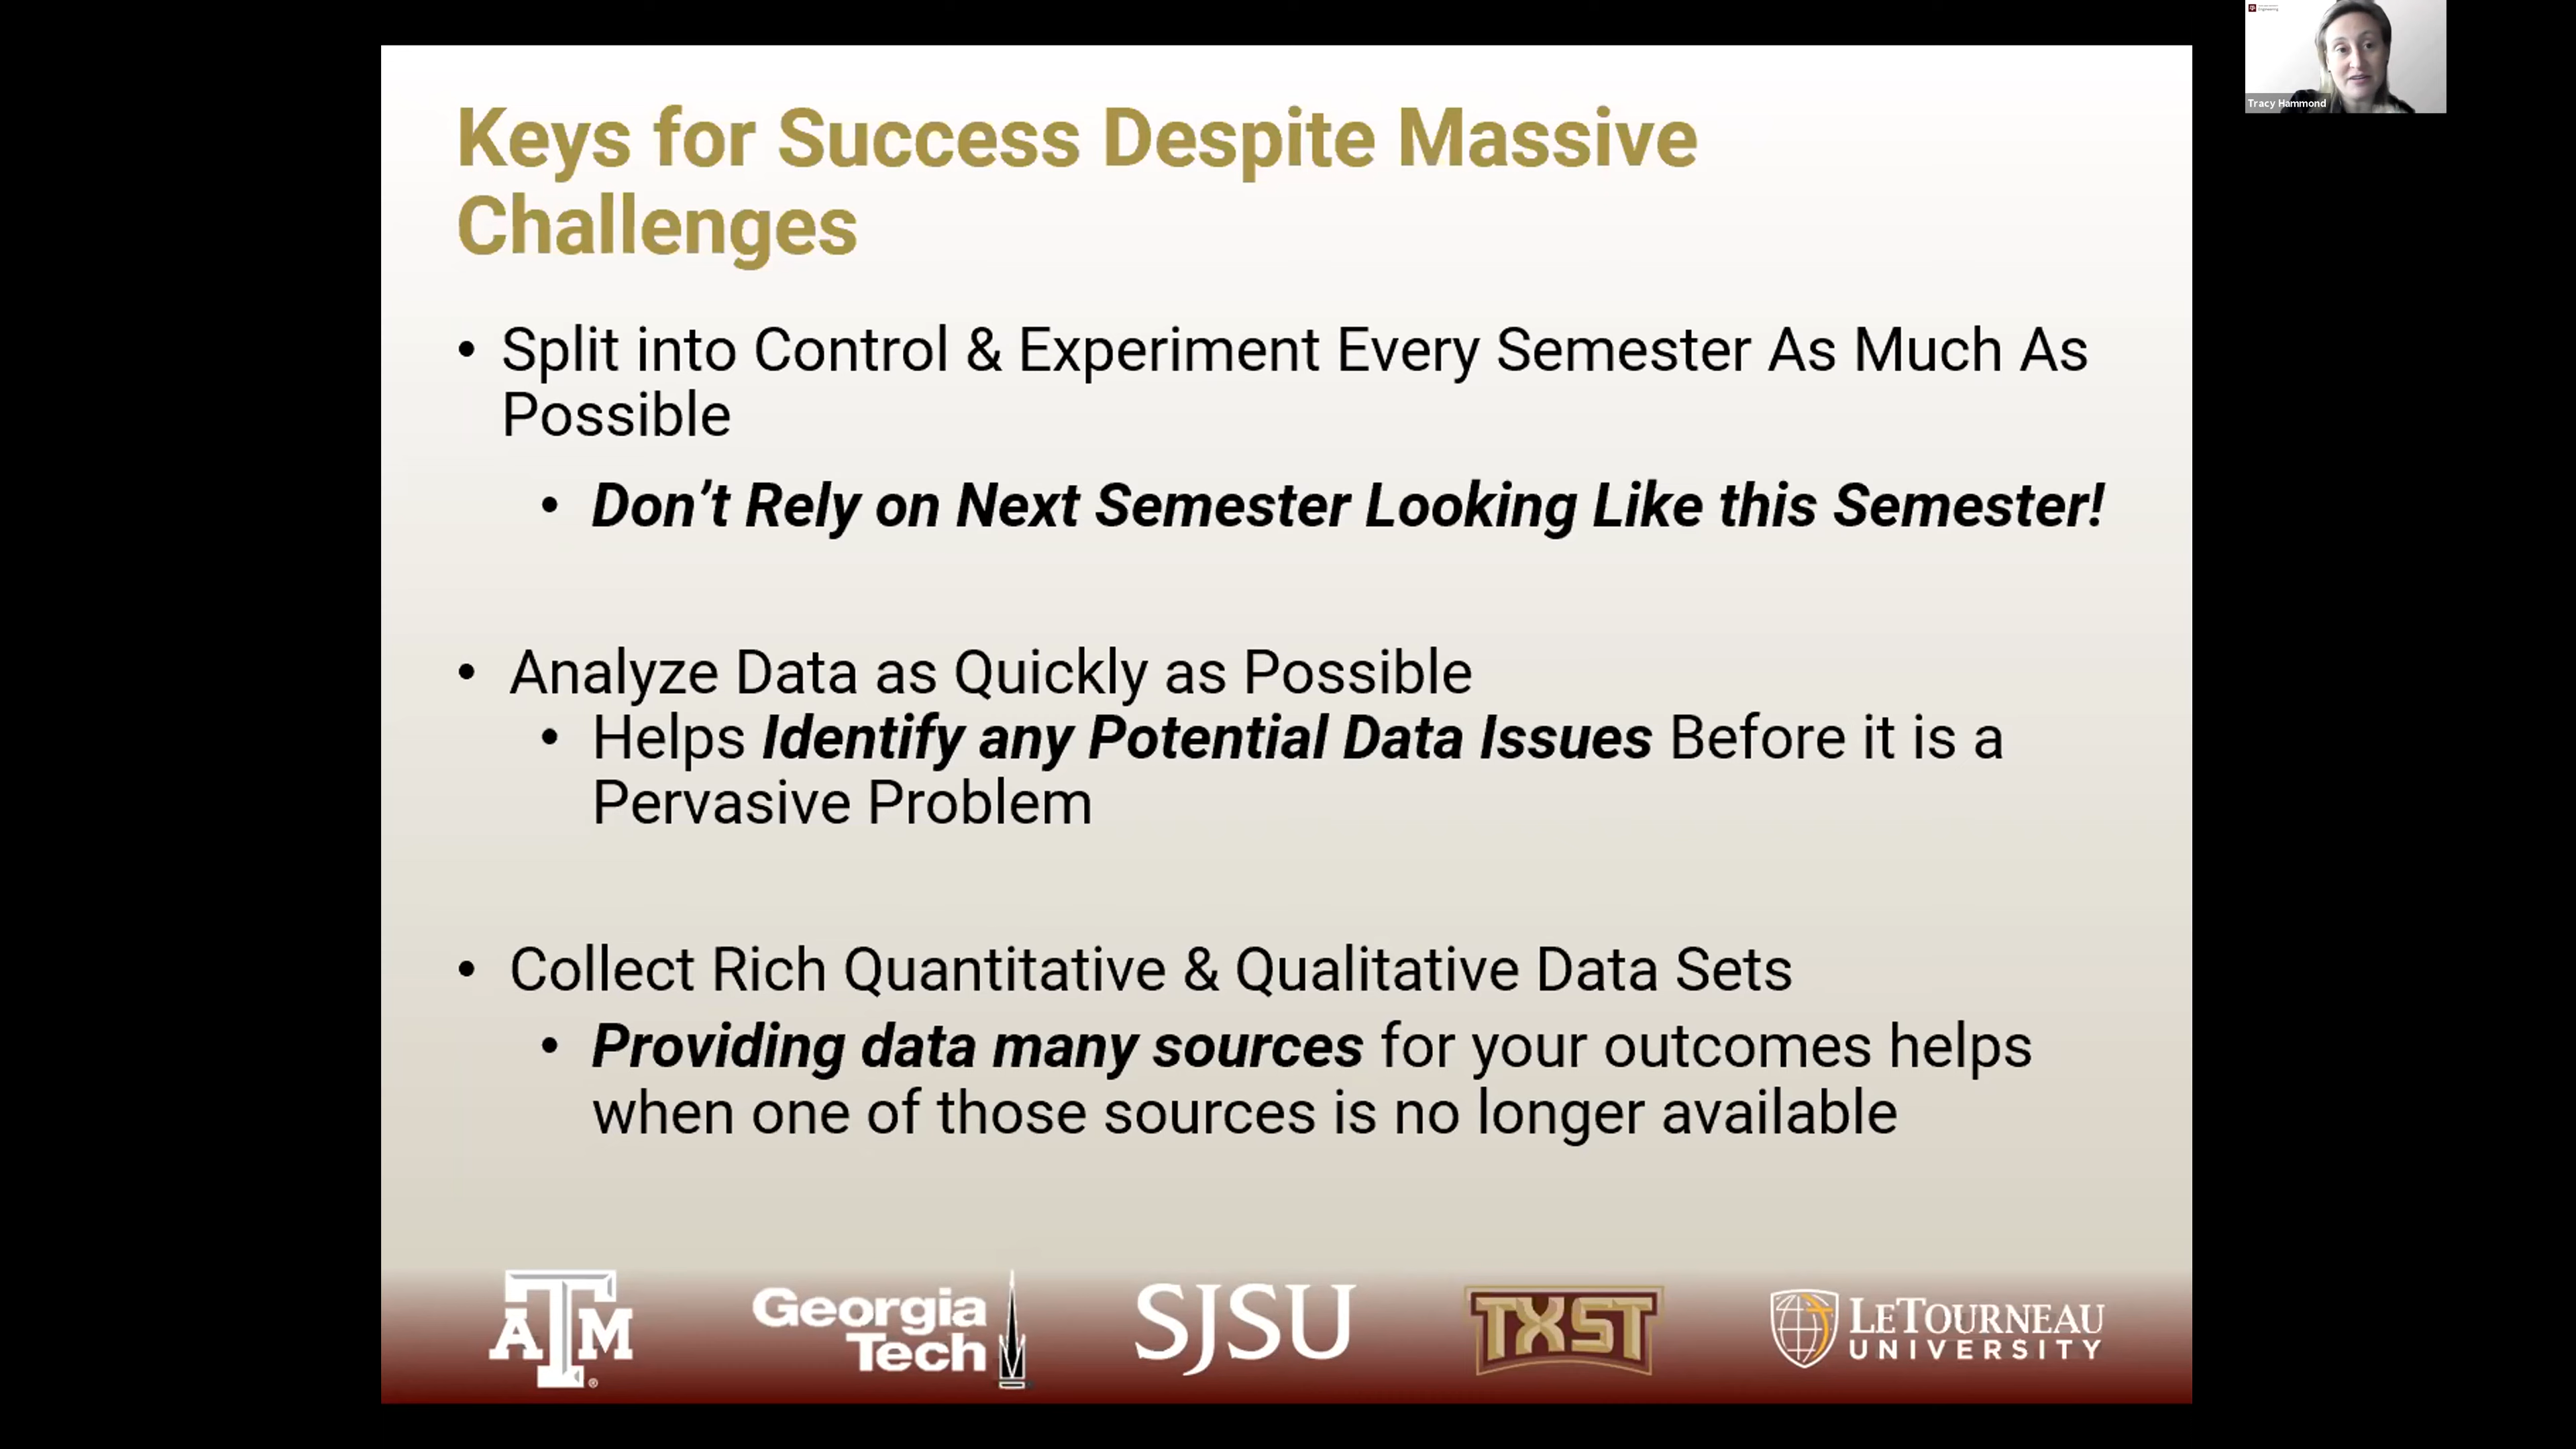 Keys for Success Despite Massive
Challenges
• Split into Control & Experiment Every Semester As Much As
Possible
• Don’t Rely on Next Semester Looking Like this Semester!
• Analyze Data as Quickly as Possible
• Helps Identify any Potential Data Issues Before it is a
Pervasive Problem
• Collect Rich Quantitative & Qualitative Data Sets
• Providing data many sources for your outcomes helps
when one of those sources is no longer available
ATM®
Georgia
Tech
SJSU
TXST
LETOURNEAU
UNIVERSITY
Tracy Hammond